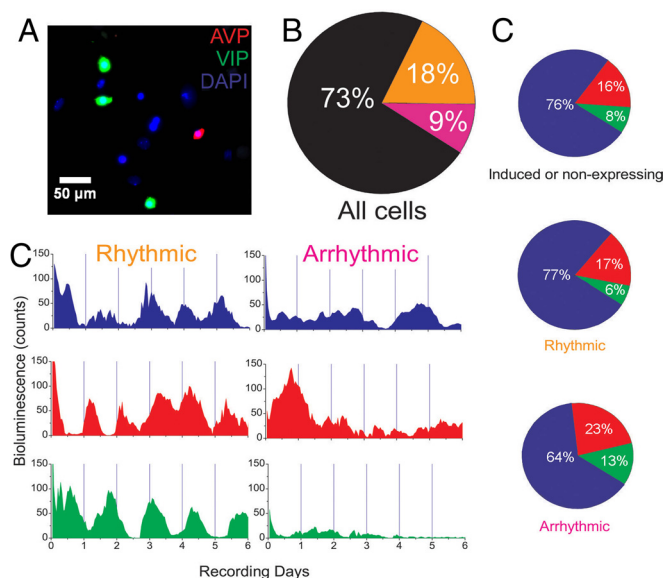 A
AVP
VIP
DAPI
50 µm
B
73%
18%
9%
All cells
C
76%
16%
8%
Induced or non-expressing
77%
17%
6%
Rhythmic
64%
23%
13%
Arrhythmic
C
Rhythmic
Arrhythmic
Bioluminescence (counts)
150
100
50
0
150
100
50
0
150
100
50
0
150
100
50
0
150
100
50
0
150
100
50
0
0 1 2 3 4 5 6
0 1 2 3 4 5 6
Recording Days